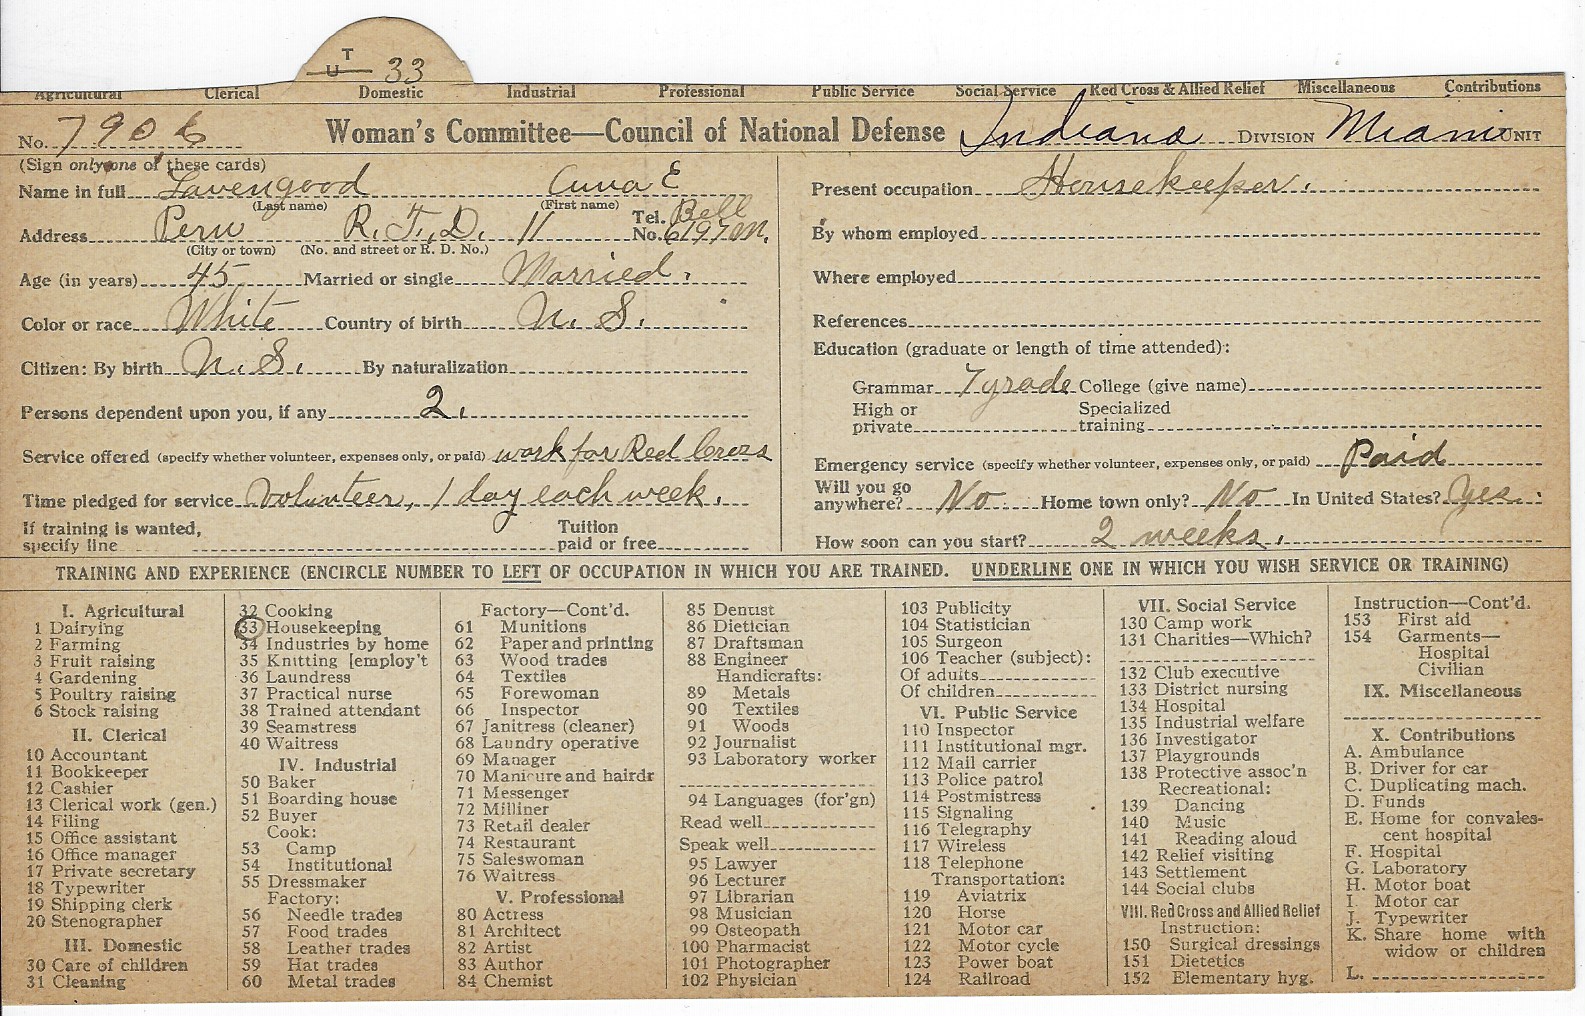 T
U 33
Agricultural Clerical Domestic Industrial Professional Public Service Social Service Red Cross & Allied Relief Miscellaneous Contributions
No. 7906 Woman's Committee—Council of National Defense Indiana DIVISION Miami UNIT
(Sign only one of these cards)
Name in full Lavengood Anna E
(Last name) (First name)
Address Peru R.F.D. 11 Tel. No. Bell 6197M.
(City or town) (No. and street or R. D. No.)
Age (in years) 45 Married or single Married.
Color or race White Country of birth U.S.
Citizen: By birth U.S. By naturalization
Persons dependent upon you, if any 2.
Service offered (specify whether volunteer, expenses only, or paid) work for Red Cross
Time pledged for service Volunteer, 1 day each week.
If training is wanted, specify line Tuition paid or free
Present occupation Housekeeper.
By whom employed
Where employed
References
Education (graduate or length of time attended):
Grammar 7 grade College (give name)
High or private Specialized training
Emergency service (specify whether volunteer, expenses only, or paid) Paid
Will you go anywhere? No Home town only? No In United States? Yes.
How soon can you start? 2 weeks.
TRAINING AND EXPERIENCE (ENCIRCLE NUMBER TO LEFT OF OCCUPATION IN WHICH YOU ARE TRAINED. UNDERLINE ONE IN WHICH YOU WISH SERVICE OR TRAINING)
I. Agricultural
1 Dairying
2 Farming
3 Fruit raising
4 Gardening
5 Poultry raising
6 Stock raising
II. Clerical
10 Accountant
11 Bookkeeper
12 Cashier
13 Clerical work (gen.)
14 Filing
15 Office assistant
16 Office manager
17 Private secretary
18 Typewriter
19 Shipping clerk
20 Stenographer
III. Domestic
30 Care of children
31 Cleaning
32 Cooking
33 Housekeeping
34 Industries by home
35 Knitting [employ't
36 Laundress
37 Practical nurse
38 Trained attendant
39 Seamstress
40 Waitress
IV. Industrial
50 Baker
51 Boarding house
52 Buyer
Cook:
53 Camp
54 Institutional
55 Dressmaker
Factory:
56 Needle trades
57 Food trades
58 Leather trades
59 Hat trades
60 Metal trades
Factory—Cont'd.
61 Munitions
62 Paper and printing
63 Wood trades
64 Textiles
65 Forewoman
66 Inspector
67 Janitress (cleaner)
68 Laundry operative
69 Manager
70 Manicure and hairdr
71 Messenger
72 Milliner
73 Retail dealer
74 Restaurant
75 Saleswoman
76 Waitress
V. Professional
80 Actress
81 Architect
82 Artist
83 Author
84 Chemist
85 Dentist
86 Dietician
87 Draftsman
88 Engineer
Handicrafts:
89 Metals
90 Textiles
91 Woods
92 Journalist
93 Laboratory worker
94 Languages (for'gn)
Read well
Speak well
95 Lawyer
96 Lecturer
97 Librarian
98 Musician
99 Osteopath
100 Pharmacist
101 Photographer
102 Physician
103 Publicity
104 Statistician
105 Surgeon
106 Teacher (subject):
Of adults
Of children
VI. Public Service
110 Inspector
111 Institutional mgr.
112 Mail carrier
113 Police patrol
114 Postmistress
115 Signaling
116 Telegraphy
117 Wireless
118 Telephone
Transportation:
119 Aviatrix
120 Horse
121 Motor car
122 Motor cycle
123 Power boat
124 Railroad
VII. Social Service
130 Camp work
131 Charities—Which?
132 Club executive
133 District nursing
134 Hospital
135 Industrial welfare
136 Investigator
137 Playgrounds
138 Protective assoc'n
Recreational:
139 Dancing
140 Music
141 Reading aloud
142 Relief visiting
143 Settlement
144 Social clubs
VIII. Red Cross and Allied Relief
Instruction:
150 Surgical dressings
151 Dietetics
152 Elementary hyg.
Instruction—Cont'd.
153 First aid
154 Garments—
Hospital
Civilian
IX. Miscellaneous
X. Contributions
A. Ambulance
B. Driver for car
C. Duplicating mach.
D. Funds
E. Home for convales-
cent hospital
F. Hospital
G. Laboratory
H. Motor boat
I. Motor car
J. Typewriter
K. Share home with
widow or children
L.